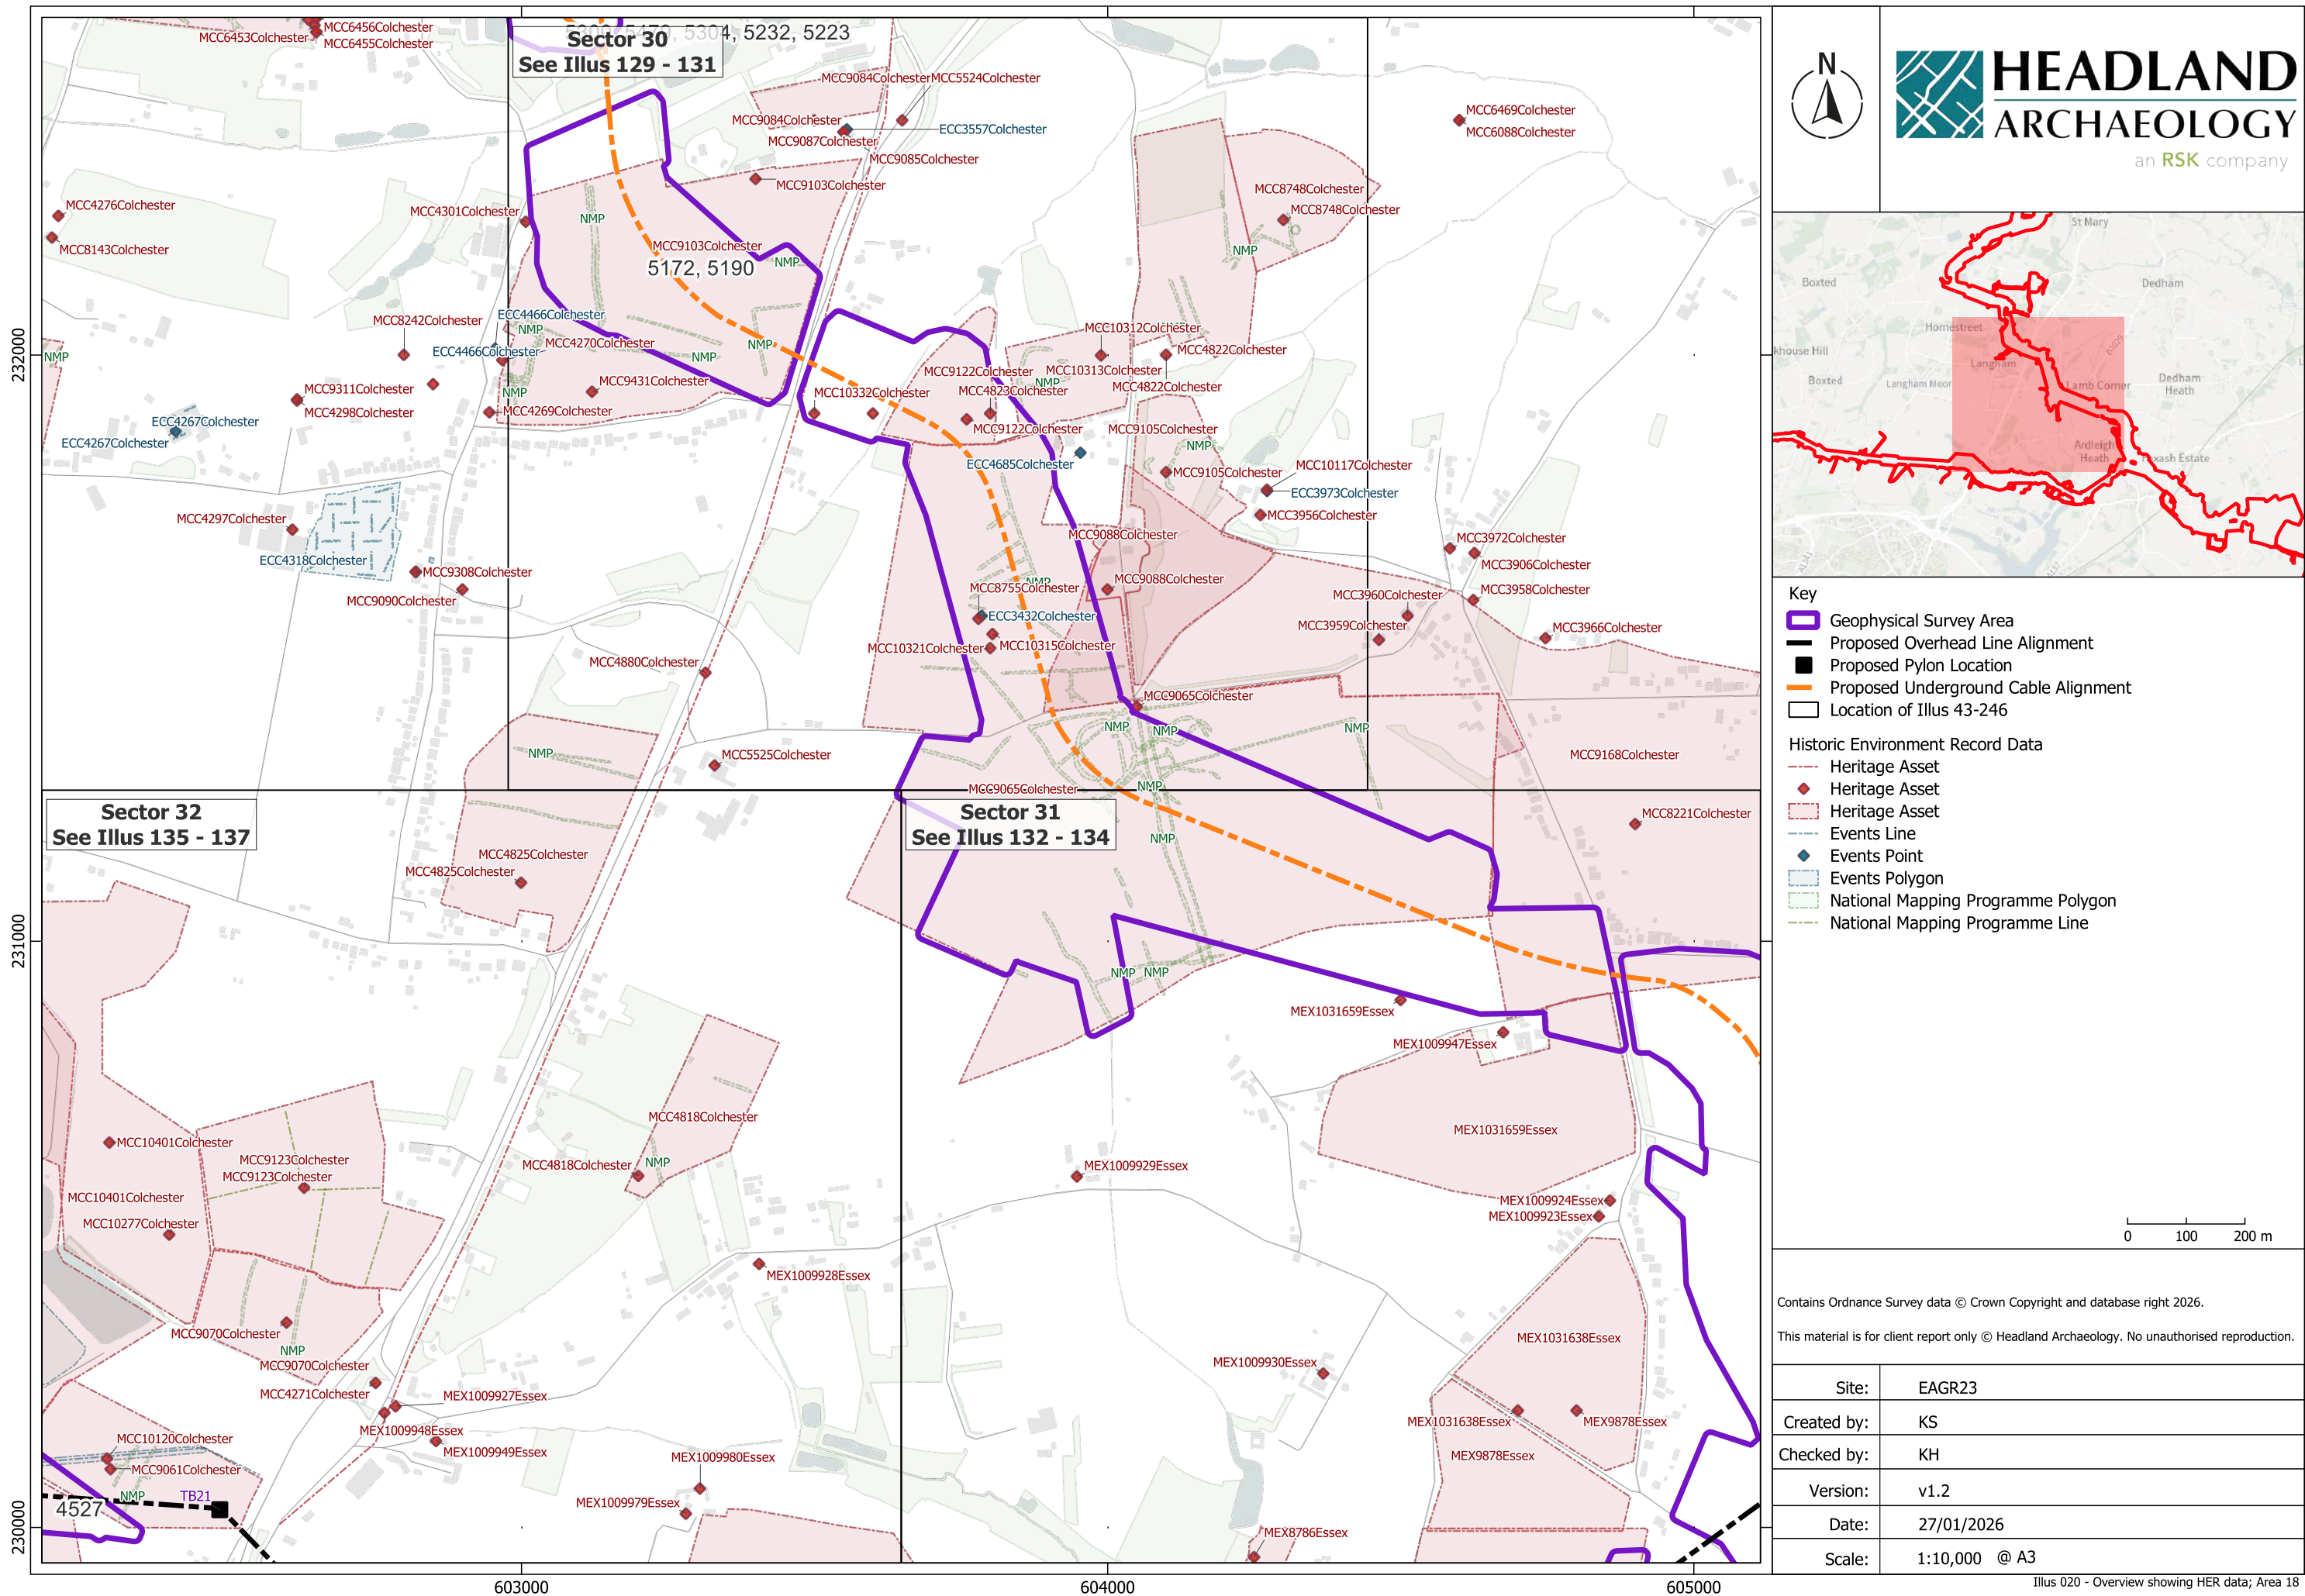 5232, 5223
Sector 30
See Illus 129 - 131
MCC6456Colchester
MCC6453Colchester
MCC6455Colchester
MCC9084Colchester
MCC5524Colchester
MCC9084Colchester
ECC3557Colchester
MCC9087Colchester
MCC9085Colchester
MCC6469Colchester
MCC6088Colchester
MCC9103Colchester
MCC8748Colchester
MCC8748Colchester
MCC4276Colchester
MCC4301Colchester
NMP
MCC8143Colchester
MCC9103Colchester
NMP
NMP
5172, 5190
MCC8242Colchester
ECC4466Colchester
NMP
MCC4270Colchester
NMP
MCC10312Colchester
ECC4466Colchester
NMP
NMP
MCC4822Colchester
MCC9122Colchester
MCC10313Colchester
MCC9431Colchester
NMP
MCC4822Colchester
MCC9311Colchester
NMP
MCC10332Colchester
MCC4823Colchester
MCC4298Colchester
MCC4269Colchester
ECC4267Colchester
MCC9122Colchester
MCC9105Colchester
ECC4267Colchester
NMP
ECC4685Colchester
MCC10117Colchester
MCC9105Colchester
ECC3973Colchester
MCC4297Colchester
MCC3956Colchester
MCC9088Colchester
MCC3972Colchester
ECC4318Colchester
MCC3906Colchester
MCC9308Colchester
NMP
MCC9088Colchester
MCC8755Colchester
MCC3958Colchester
MCC9090Colchester
MCC3960Colchester
ECC3432Colchester
MCC3959Colchester
MCC3966Colchester
MCC10321Colchester
MCC10315Colchester
MCC4880Colchester
MCC9065Colchester
NMP
NMP
NMP
NMP
MCC5525Colchester
MCC9168Colchester
MCC9065Colchester
NMP
Sector 32
See Illus 135 - 137
Sector 31
See Illus 132 - 134
MCC8221Colchester
NMP
MCC4825Colchester
MCC4825Colchester
NMP
NMP
MEX1031659Essex
MEX1009947Essex
MCC4818Colchester
MEX1031659Essex
MCC10401Colchester
MCC9123Colchester
MCC9123Colchester
MCC4818Colchester
NMP
MEX1009929Essex
MCC10401Colchester
MEX1009924Essex
MCC10277Colchester
MEX1009923Essex
MEX1009928Essex
MCC9070Colchester
NMP
MCC9070Colchester
MEX1031638Essex
MEX1009930Essex
MCC4271Colchester
MEX1009927Essex
MEX1031638Essex
MEX9878Essex
MEX1009948Essex
MCC10120Colchester
MEX1009949Essex
MEX9878Essex
MCC9061Colchester
MEX1009980Essex
NMP
TB21
4527
MEX1009979Essex
MEX8786Essex
232000
231000
230000
603000
604000
605000
N
HEADLAND
ARCHAEOLOGY
an RSK company
St Mary
Boxted
Dedham
Homestreet
khouse Hill
Langham
Boxted
Langham Moor
Lamb Corner
Dedham
Heath
Ardleigh
Heath
Key
Geophysical Survey Area
Proposed Overhead Line Alignment
Proposed Pylon Location
Proposed Underground Cable Alignment
Location of Illus 43-246
Historic Environment Record Data
Heritage Asset
Heritage Asset
Heritage Asset
Events Line
Events Point
Events Polygon
National Mapping Programme Polygon
National Mapping Programme Line
0 100 200 m
Contains Ordnance Survey data © Crown Copyright and database right 2026.
This material is for client report only © Headland Archaeology. No unauthorised reproduction.
Site: EAGR23
Created by: KS
Checked by: KH
Version: v1.2
Date: 27/01/2026
Scale: 1:10,000 @ A3
Illus 020 - Overview showing HER data; Area 18